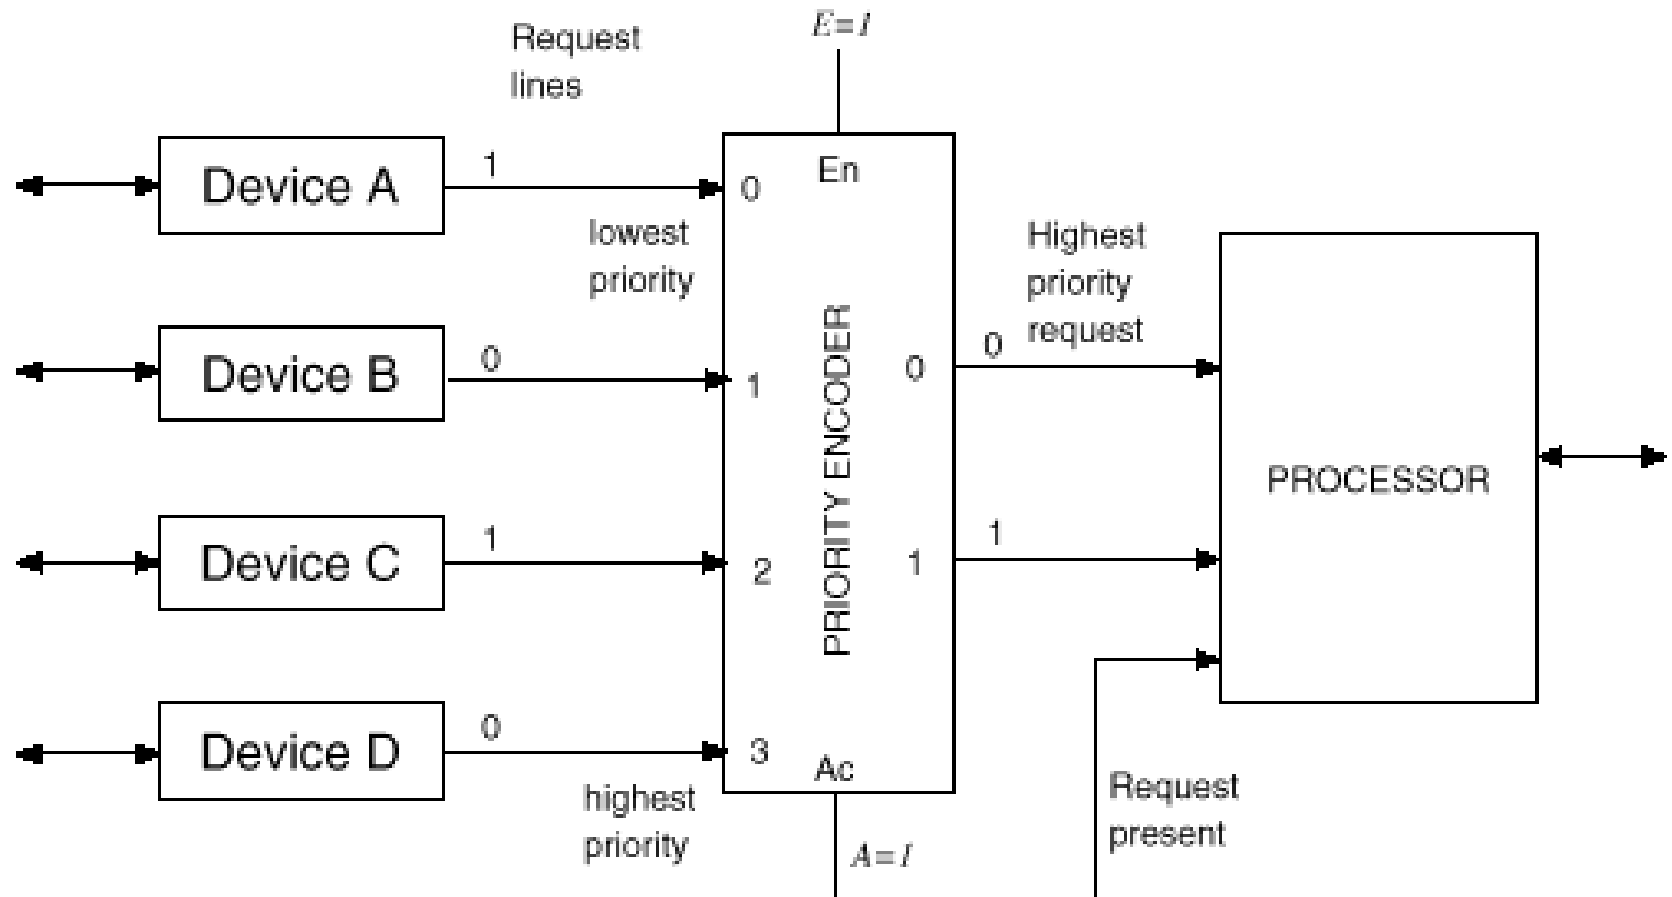 E=1
Request
lines
Device A
1
0
En
lowest
priority
Highest
priority
request
Device B
0
1
0
0
PRIORITY ENCODER
PROCESSOR
Device C
1
2
1
1
Device D
0
3
Ac
highest
priority
A=1
Request
present